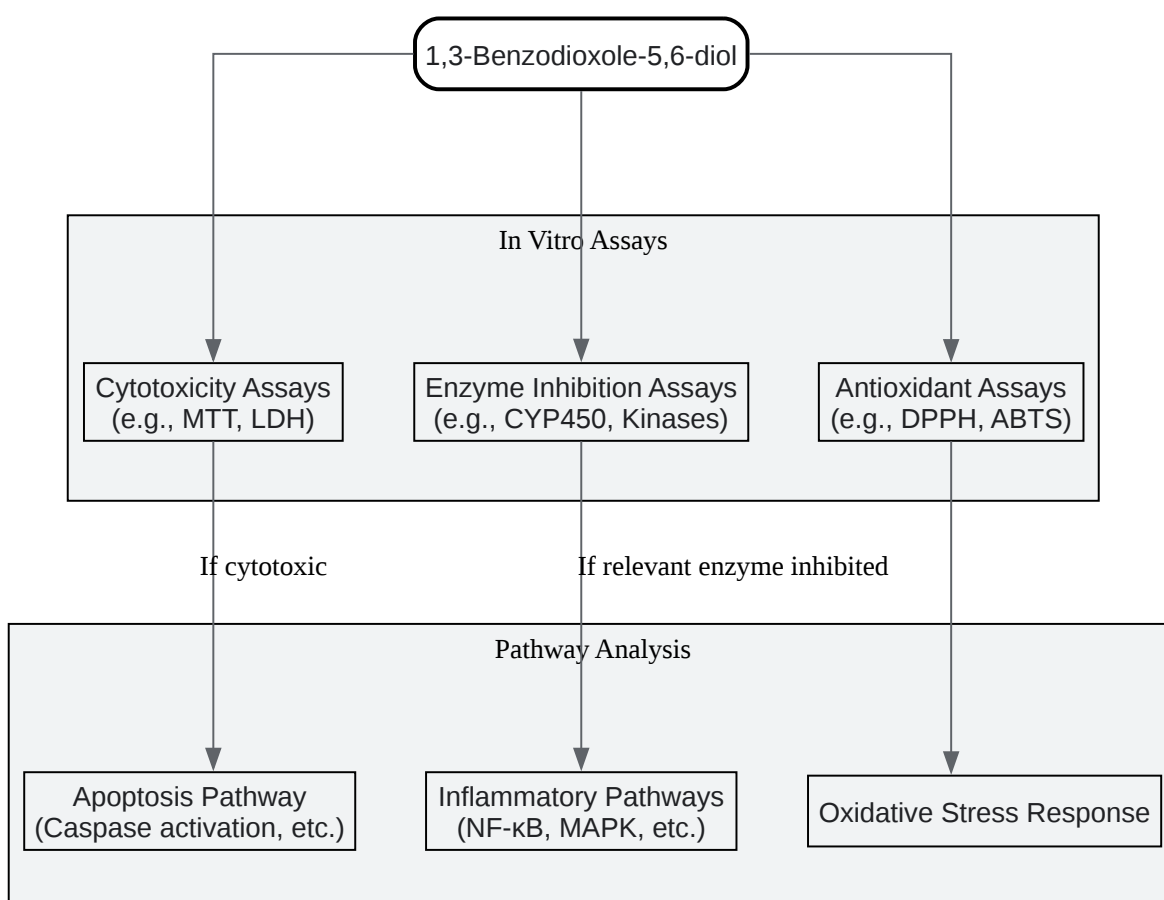 1,3-Benzodioxole-5,6-diol
In Vitro Assays
Cytotoxicity Assays
(e.g., MTT, LDH)
Enzyme Inhibition Assays
(e.g., CYP450, Kinases)
Antioxidant Assays
(e.g., DPPH, ABTS)
If cytotoxic
If relevant enzyme inhibited
Pathway Analysis
Apoptosis Pathway
(Caspase activation, etc.)
Inflammatory Pathways
(NF-κB, MAPK, etc.)
Oxidative Stress Response